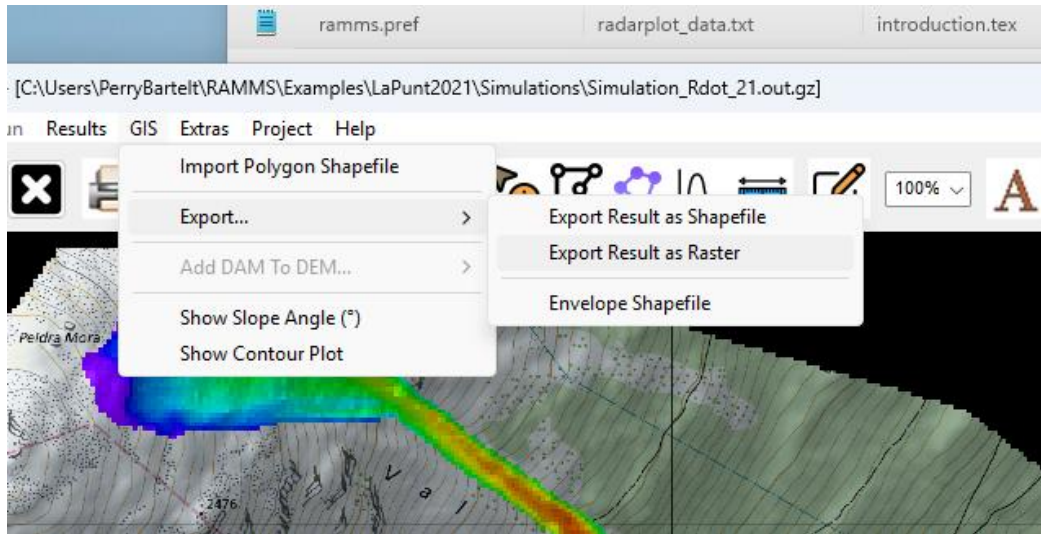 ramms.pref radarplot_data.txt introduction.tex
- [C:\Users\PerryBartelt\RAMMS\Examples\LaPunt2021\Simulations\Simulation_Rdot_21.out.gz]
un Results GIS Extras Project Help
Import Polygon Shapefile
100%
A
Export... >
Export Result as Shapefile
Export Result as Raster
Envelope Shapefile
Add DAM To DEM... >
Show Slope Angle (°)
Show Contour Plot
Peidra Mora
2476
V a l